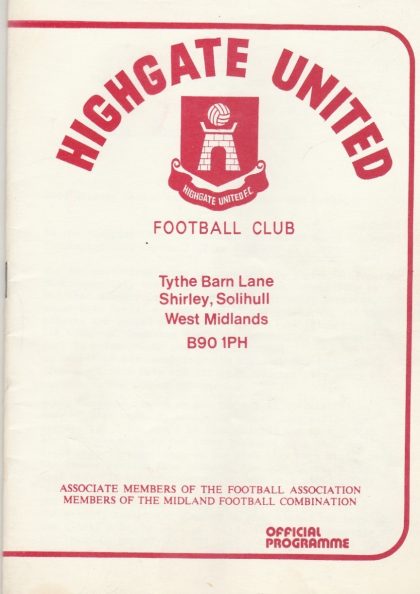 HIGHGATE UNITED
HIGHGATE UNITED F.C.
FOOTBALL CLUB
Tythe Barn Lane
Shirley, Solihull
West Midlands
B90 1PH
ASSOCIATE MEMBERS OF THE FOOTBALL ASSOCIATION
MEMBERS OF THE MIDLAND FOOTBALL COMBINATION
OFFICIAL
PROGRAMME